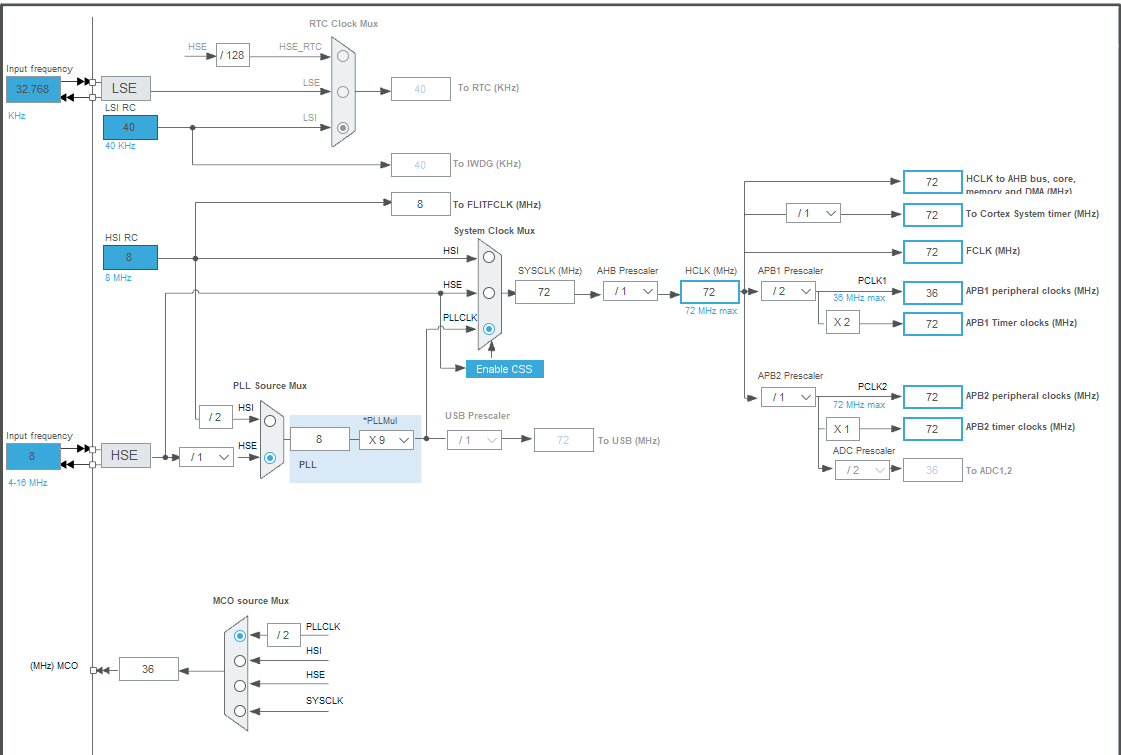 RTC Clock Mux
HSE
/ 128
HSE_RTC
Input frequency
32.768
KHz
LSE
LSE
40
To RTC (KHz)
LSI RC
40
40 KHz
LSI
40
To IWDG (KHz)
8
To FLITFCLK (MHz)
HSI RC
8
8 MHz
System Clock Mux
HSI
HSE
PLLCLK
Enable CSS
SYSCLK (MHz)
72
AHB Prescaler
/ 1
HCLK (MHz)
72
72 MHz max
72
HCLK to AHB bus, core,
memory and DMA (MHz)
/ 1
72
To Cortex System timer (MHz)
72
FCLK (MHz)
APB1 Prescaler
/ 2
PCLK1
36 MHz max
36
APB1 peripheral clocks (MHz)
X 2
72
APB1 Timer clocks (MHz)
APB2 Prescaler
/ 1
PCLK2
72 MHz max
72
APB2 peripheral clocks (MHz)
X 1
72
APB2 timer clocks (MHz)
ADC Prescaler
/ 2
36
To ADC1,2
PLL Source Mux
/ 2
HSI
HSE
Input frequency
8
4-16 MHz
HSE
/ 1
8
*PLLMul
X 9
PLL
USB Prescaler
/ 1
72
To USB (MHz)
MCO source Mux
/ 2
PLLCLK
HSI
HSE
SYSCLK
(MHz) MCO
36